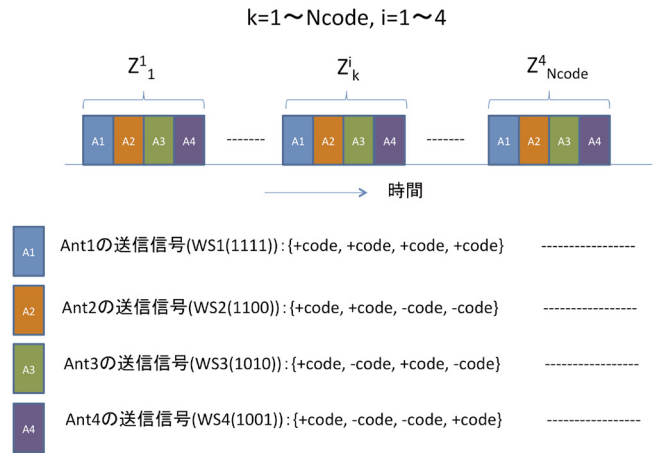 k=1～Ncode, i=1～4
Z¹₁ Zⁱₖ Z⁴Ncode
A1 A2 A3 A4 ------- A1 A2 A3 A4 ------- A1 A2 A3 A4
時間
A1 Ant1の送信信号(WS1(1111)):{+code, +code, +code, +code} -----------------
A2 Ant2の送信信号(WS2(1100)):{+code, +code, -code, -code} -----------------
A3 Ant3の送信信号(WS3(1010)):{+code, -code, +code, -code} -----------------
A4 Ant4の送信信号(WS4(1001)):{+code, -code, -code, +code} -----------------